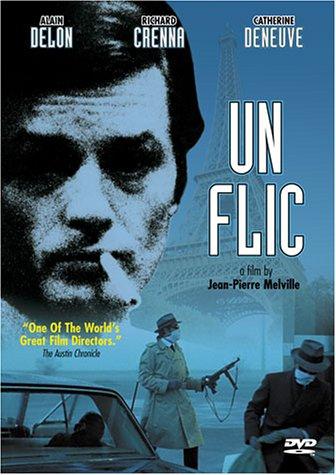 ALAIN
DELON
RICHARD
CRENNA
CATHERINE
DENEUVE
UN
FLIC
a film by
Jean-Pierre Melville
"One Of The World's
Great Film Directors."
The Austin Chronicle
DVD